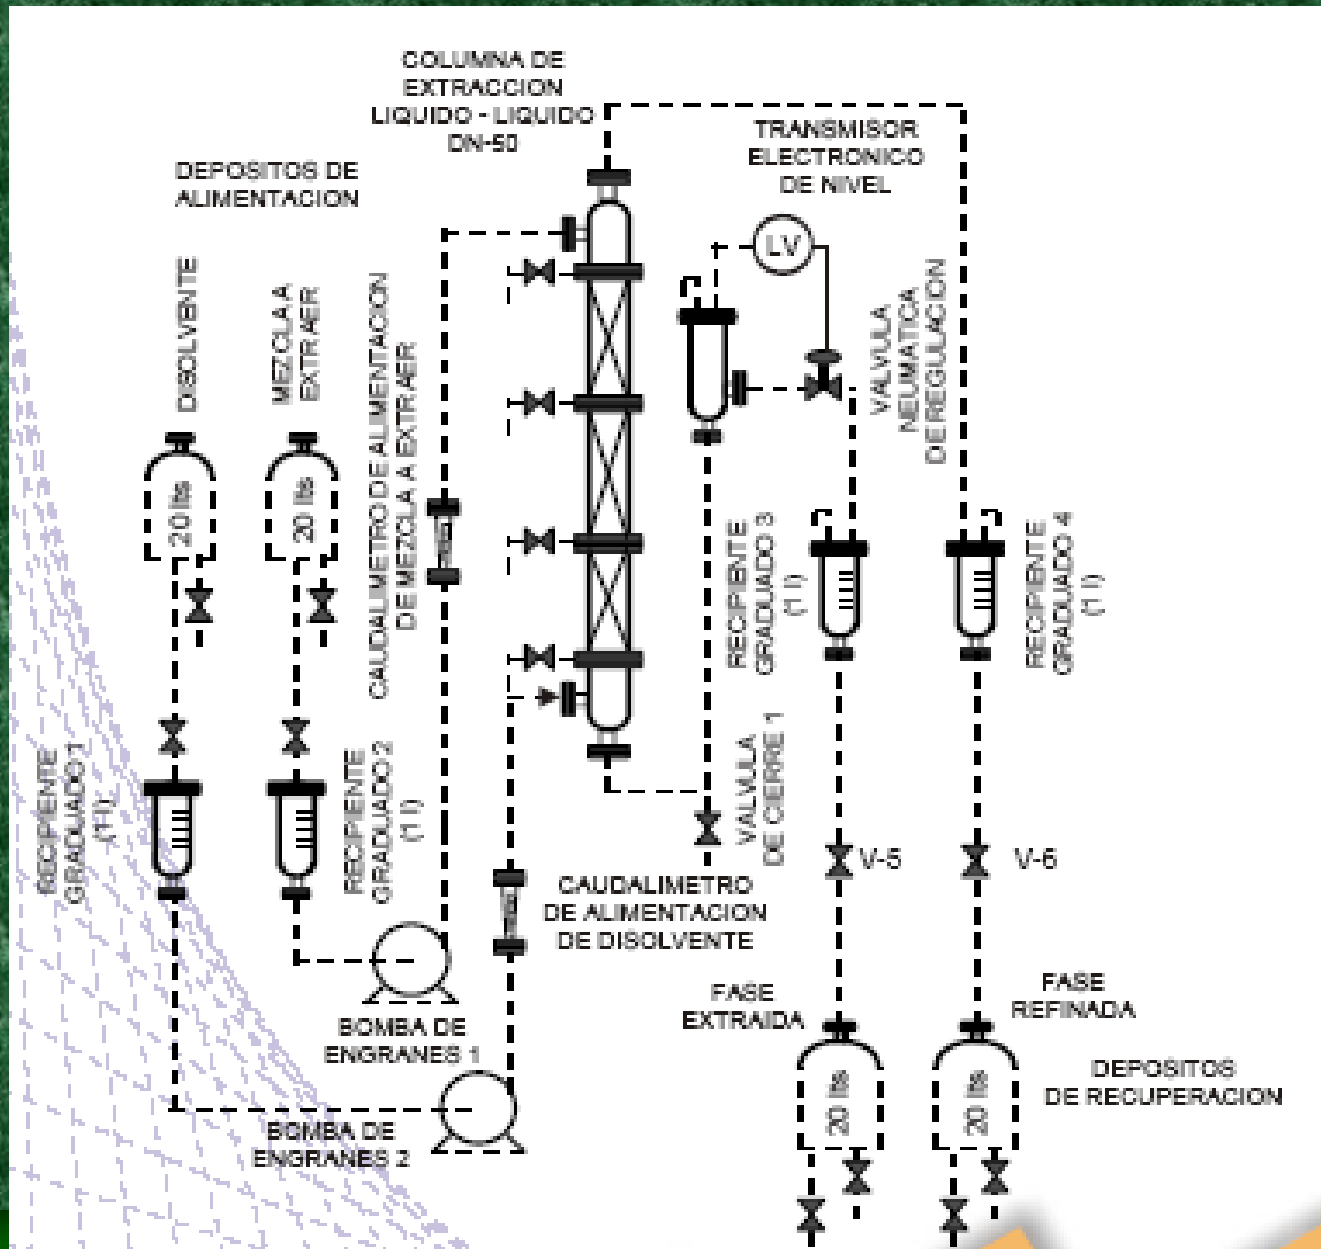 COLUMNA DE
EXTRACCION
LIQUIDO - LIQUIDO
DN-50
TRANSMISOR
ELECTRONICO
DE NIVEL
DEPOSITOS DE
ALIMENTACION
LV
DISOLVENTE
MEZCLA A
EXTRAER
CAUDALIMETRO DE ALIMENTACION
DE MEZCLA A EXTRAER
VALVULA
NEUMATICA
DE REGULACION
20 lts
20 lts
RECIPIENTE
GRADUADO 3
(1 l)
RECIPIENTE
GRADUADO 4
(1 l)
RECIPIENTE
GRADUADO 1
(1 l)
RECIPIENTE
GRADUADO 2
(1 l)
VALVULA
DE CIERRE 1
V-5
V-6
CAUDALIMETRO
DE ALIMENTACION
DE DISOLVENTE
BOMBA DE
ENGRANES 1
FASE
EXTRAIDA
FASE
REFINADA
BOMBA DE
ENGRANES 2
20 lts
20 lts
DEPOSITOS
DE RECUPERACION